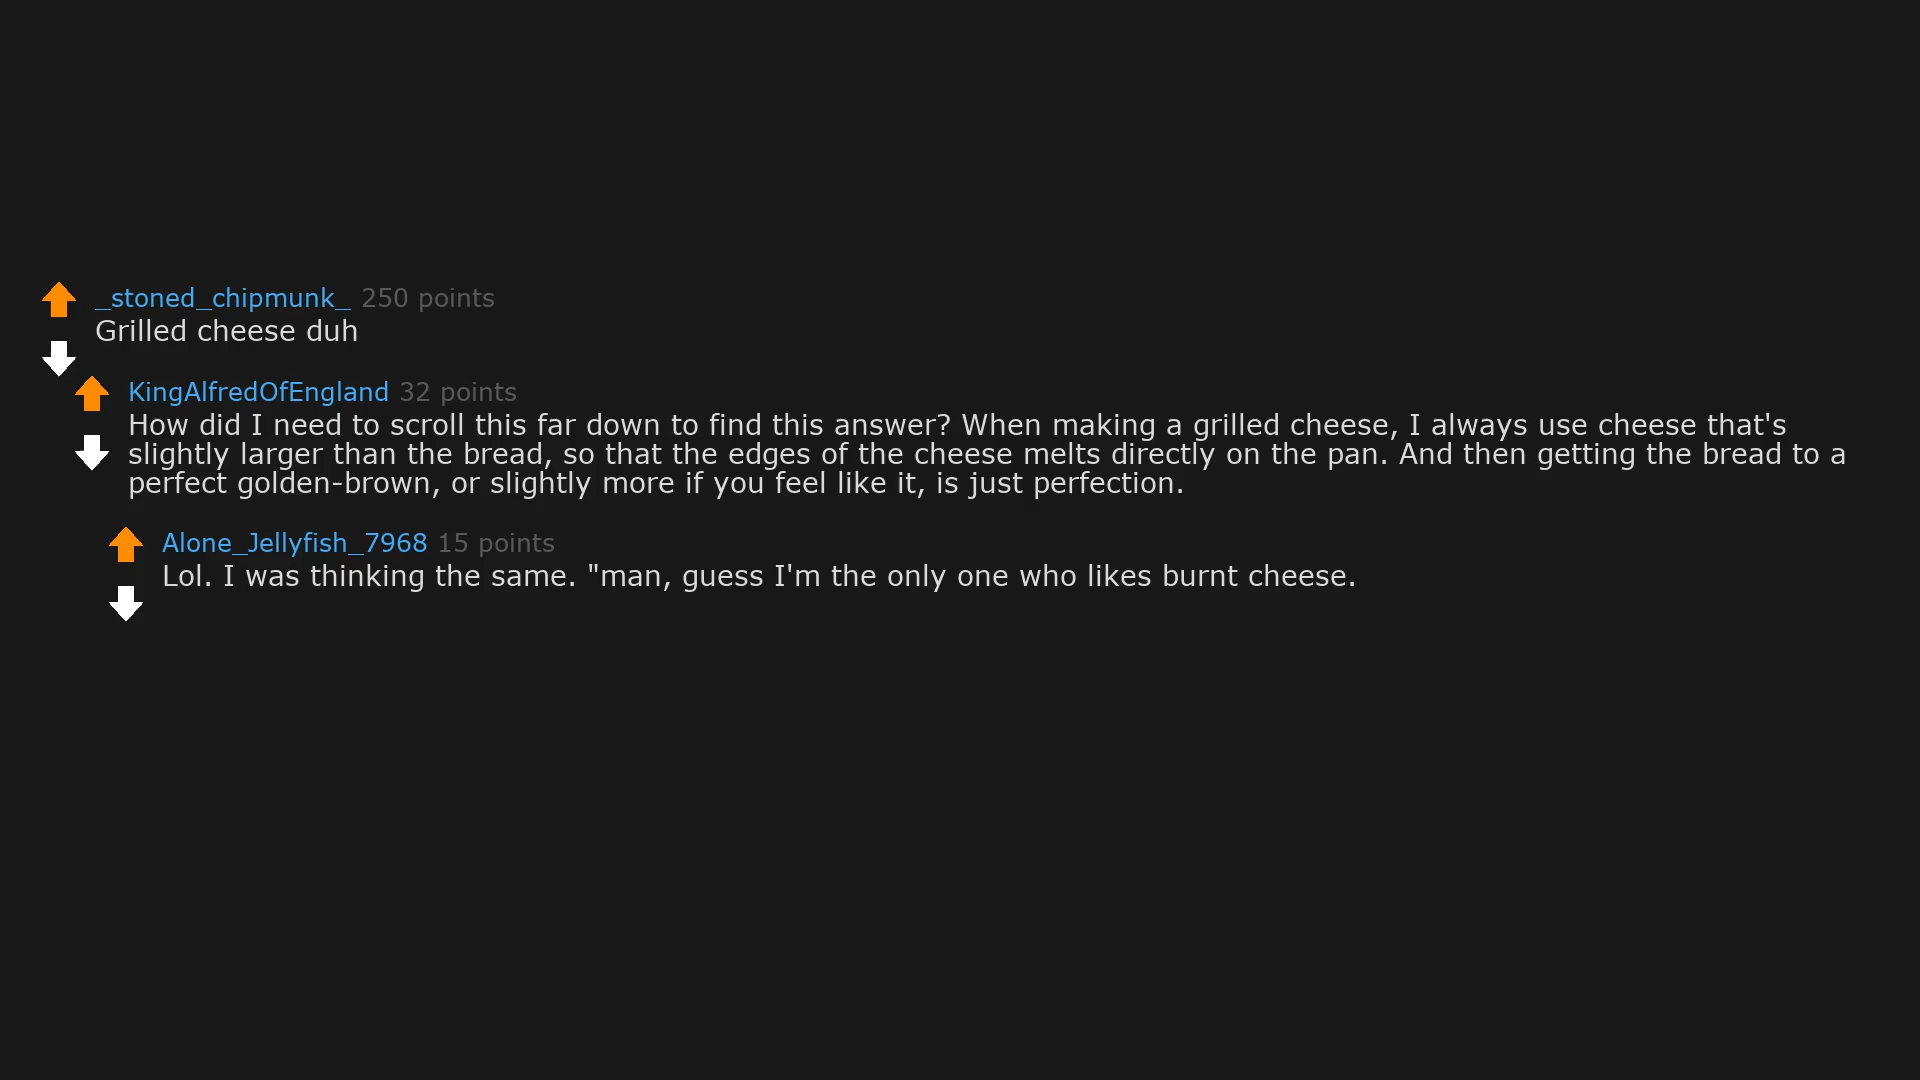 _stoned_chipmunk_ 250 points
Grilled cheese duh
KingAlfredOfEngland 32 points
How did I need to scroll this far down to find this answer? When making a grilled cheese, I always use cheese that's
slightly larger than the bread, so that the edges of the cheese melts directly on the pan. And then getting the bread to a
perfect golden-brown, or slightly more if you feel like it, is just perfection.
Alone_Jellyfish_7968 15 points
Lol. I was thinking the same. "man, guess I'm the only one who likes burnt cheese.